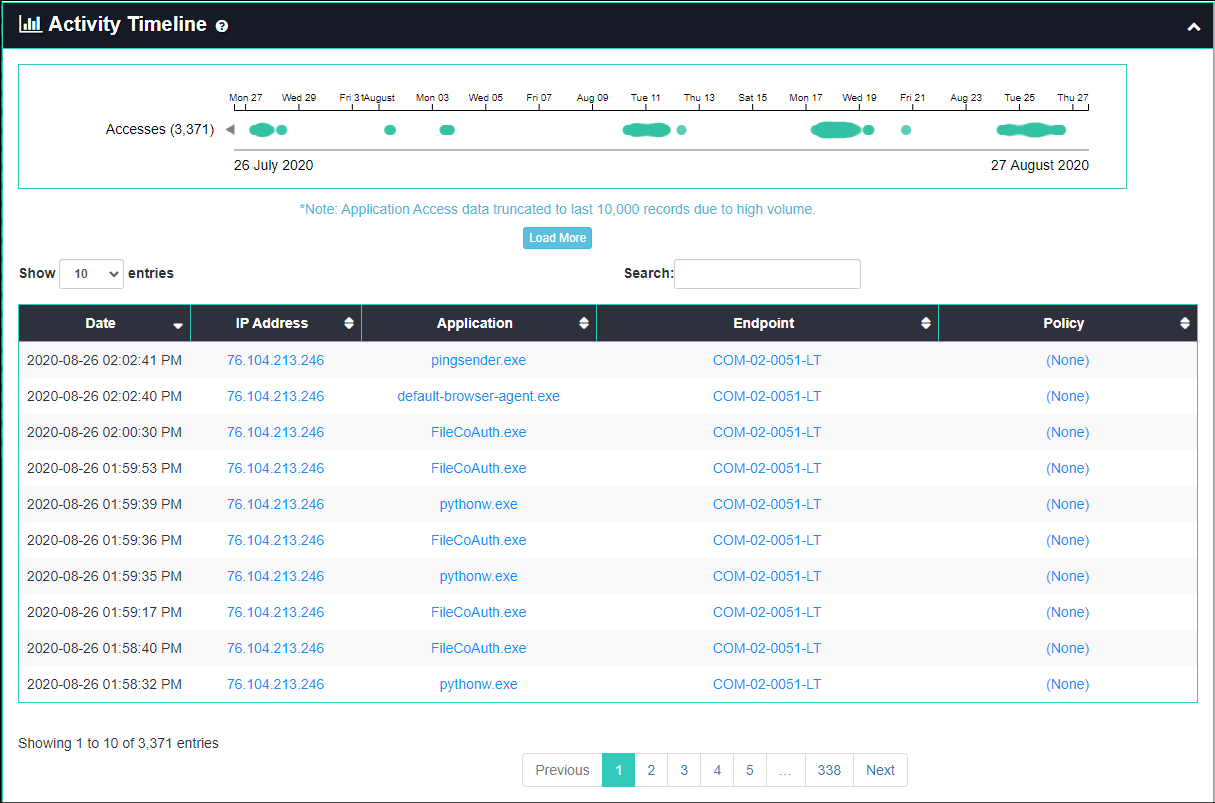 Activity Timeline ?
Mon 27 Wed 29 Fri 31 August Mon 03 Wed 05 Fri 07 Aug 09 Tue 11 Thu 13 Sat 15 Mon 17 Wed 19 Fri 21 Aug 23 Tue 25 Thu 27
Accesses (3,371)
26 July 2020 27 August 2020
*Note: Application Access data truncated to last 10,000 records due to high volume.
Load More
Show 10 entries Search:
Date IP Address Application Endpoint Policy
2020-08-26 02:02:41 PM 76.104.213.246 pingsender.exe COM-02-0051-LT (None)
2020-08-26 02:02:40 PM 76.104.213.246 default-browser-agent.exe COM-02-0051-LT (None)
2020-08-26 02:00:30 PM 76.104.213.246 FileCoAuth.exe COM-02-0051-LT (None)
2020-08-26 01:59:53 PM 76.104.213.246 FileCoAuth.exe COM-02-0051-LT (None)
2020-08-26 01:59:39 PM 76.104.213.246 pythonw.exe COM-02-0051-LT (None)
2020-08-26 01:59:36 PM 76.104.213.246 FileCoAuth.exe COM-02-0051-LT (None)
2020-08-26 01:59:35 PM 76.104.213.246 pythonw.exe COM-02-0051-LT (None)
2020-08-26 01:59:17 PM 76.104.213.246 FileCoAuth.exe COM-02-0051-LT (None)
2020-08-26 01:58:40 PM 76.104.213.246 FileCoAuth.exe COM-02-0051-LT (None)
2020-08-26 01:58:32 PM 76.104.213.246 pythonw.exe COM-02-0051-LT (None)
Showing 1 to 10 of 3,371 entries
Previous 1 2 3 4 5 … 338 Next